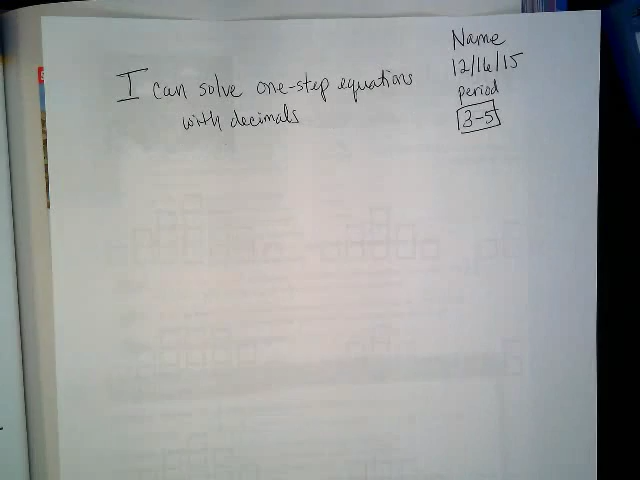 I can solve one-step equations
with decimals
Name
12/16/15
period
3-5